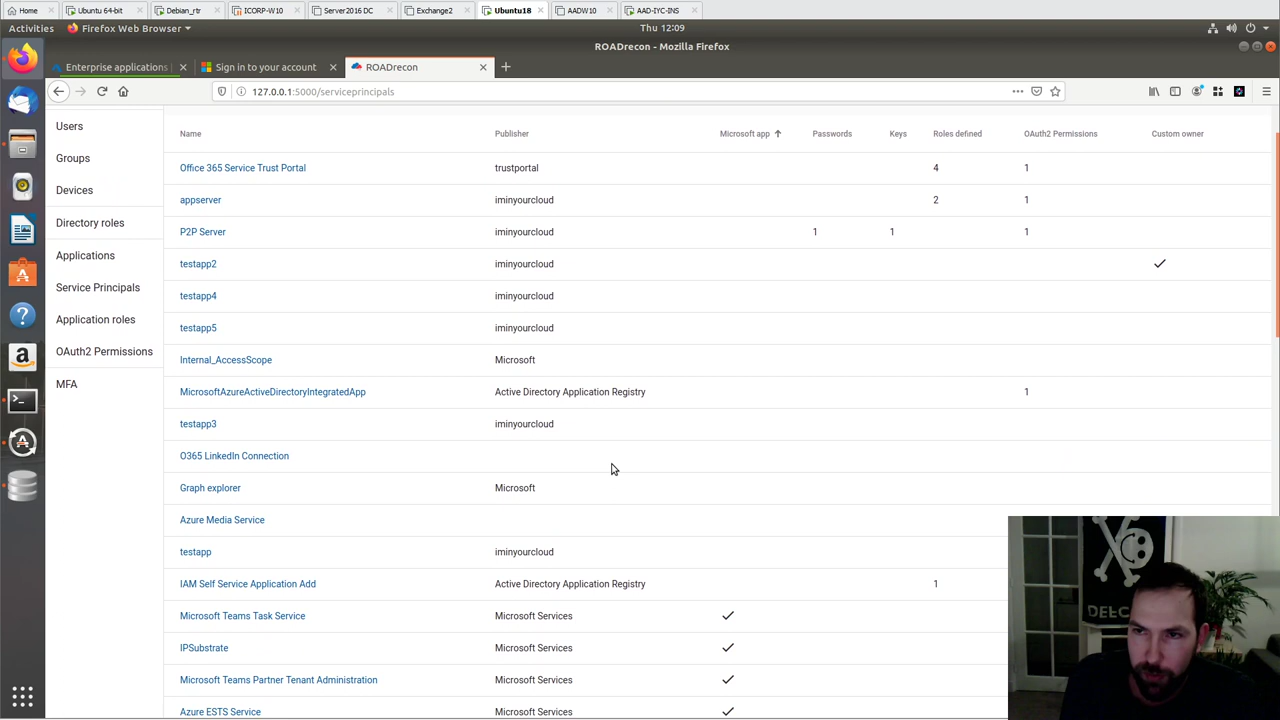 Home Ubuntu 64-bit Debian_rtr ICORP-W10 Server2016 DC Exchange2 Ubuntu18 AADW10 AAD-IYC-INS
Activities Firefox Web Browser Thu 12:09
ROADrecon - Mozilla Firefox
Enterprise applications Sign in to your account ROADrecon
127.0.0.1:5000/serviceprincipals
Users
Groups
Devices
Directory roles
Applications
Service Principals
Application roles
OAuth2 Permissions
MFA
Name Publisher Microsoft app Passwords Keys Roles defined OAuth2 Permissions Custom owner
Office 365 Service Trust Portal trustportal 4 1
appserver iminyourcloud 2 1
P2P Server iminyourcloud 1 1 1
testapp2 iminyourcloud
testapp4 iminyourcloud
testapp5 iminyourcloud
Internal_AccessScope Microsoft
MicrosoftAzureActiveDirectoryIntegratedApp Active Directory Application Registry 1
testapp3 iminyourcloud
O365 LinkedIn Connection
Graph explorer Microsoft
Azure Media Service
testapp iminyourcloud
IAM Self Service Application Add Active Directory Application Registry 1
Microsoft Teams Task Service Microsoft Services
IPSubstrate Microsoft Services
Microsoft Teams Partner Tenant Administration Microsoft Services
Azure ESTS Service Microsoft Services